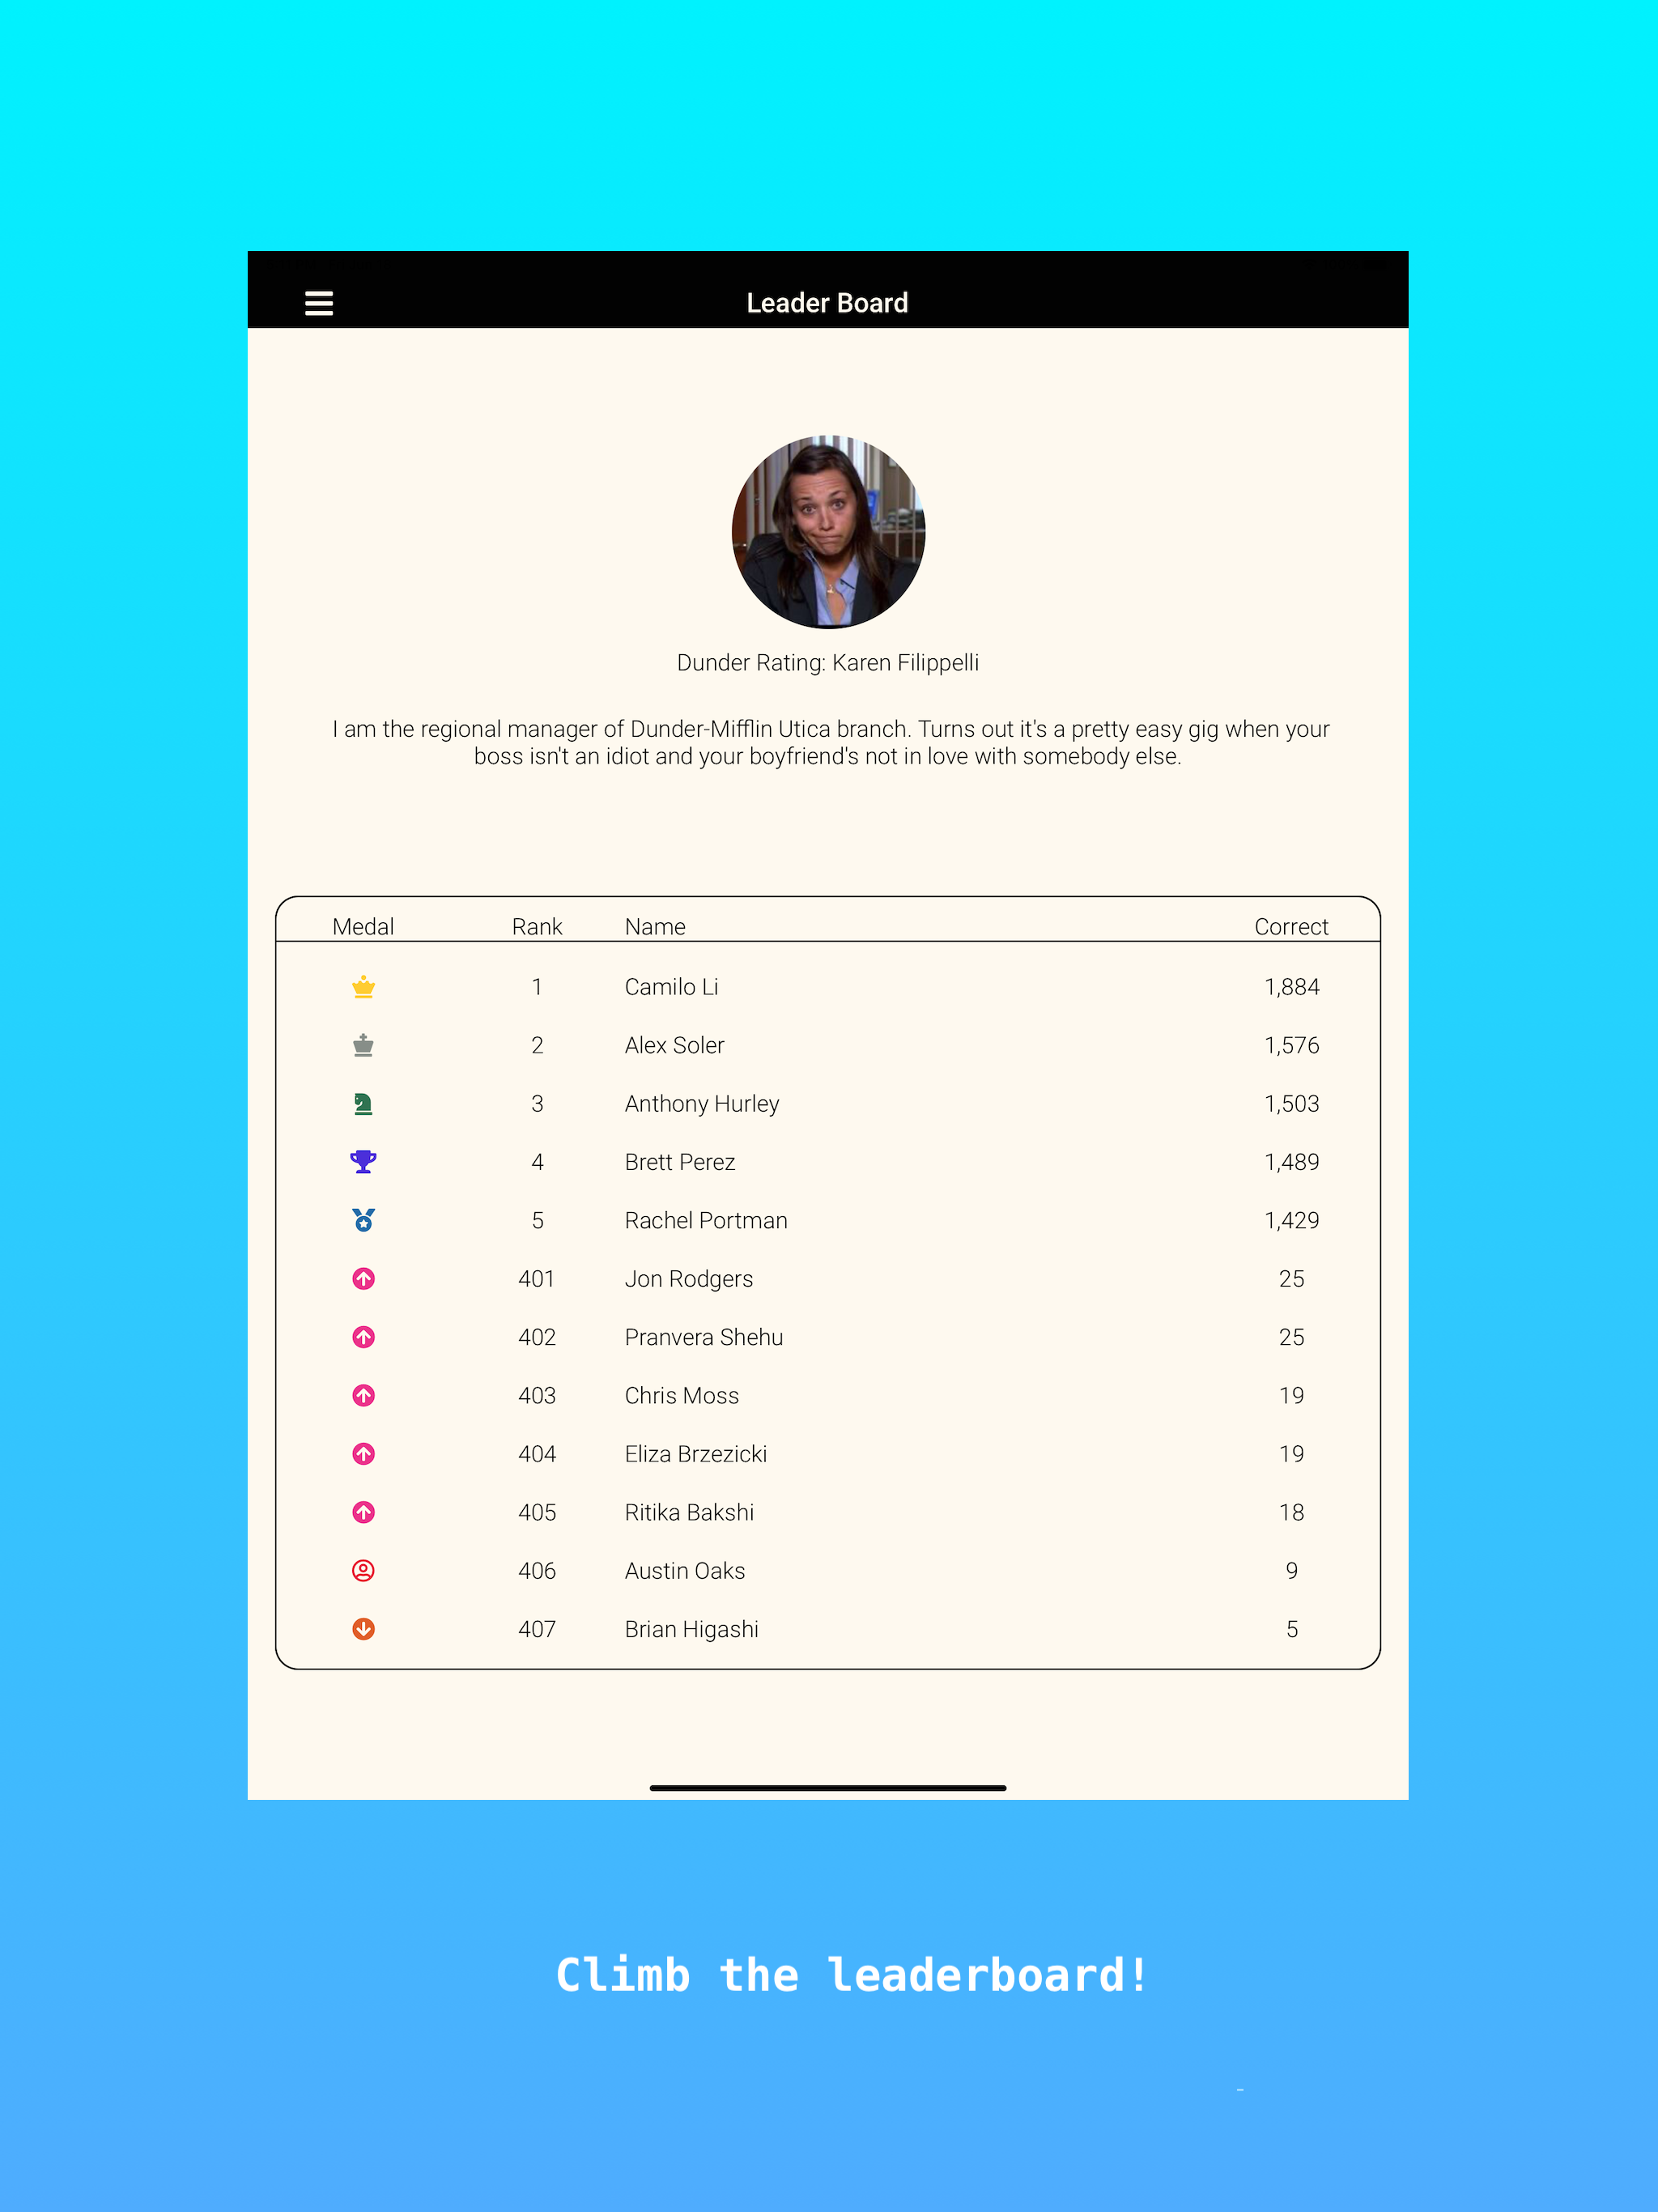 Leader Board
Dunder Rating: Karen Filippelli
I am the regional manager of Dunder-Mifflin Utica branch. Turns out it's a pretty easy gig when your
boss isn't an idiot and your boyfriend's not in love with somebody else.
Medal Rank Name Correct
1 Camilo Li 1,884
2 Alex Soler 1,576
3 Anthony Hurley 1,503
4 Brett Perez 1,489
5 Rachel Portman 1,429
401 Jon Rodgers 25
402 Pranvera Shehu 25
403 Chris Moss 19
404 Eliza Brzezicki 19
405 Ritika Bakshi 18
406 Austin Oaks 9
407 Brian Higashi 5
Climb the leaderboard!